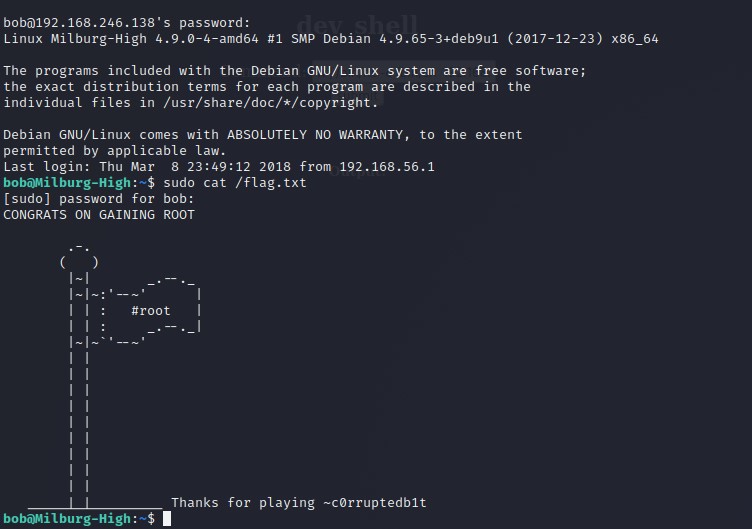 dev shell
bob@192.168.246.138's password:
Linux Milburg-High 4.9.0-4-amd64 #1 SMP Debian 4.9.65-3+deb9u1 (2017-12-23) x86_64
The programs included with the Debian GNU/Linux system are free software;
the exact distribution terms for each program are described in the
individual files in /usr/share/doc/*/copyright.
Debian GNU/Linux comes with ABSOLUTELY NO WARRANTY, to the extent
permitted by applicable law.
Last login: Thu Mar  8 23:49:12 2018 from 192.168.56.1
bob@Milburg-High:~$ sudo cat /flag.txt
[sudo] password for bob:
CONGRATS ON GAINING ROOT
#root
Thanks for playing ~c0rruptedb1t
bob@Milburg-High:~$